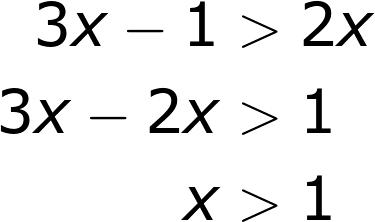 3x − 1 > 2x
3x − 2x > 1
x > 1